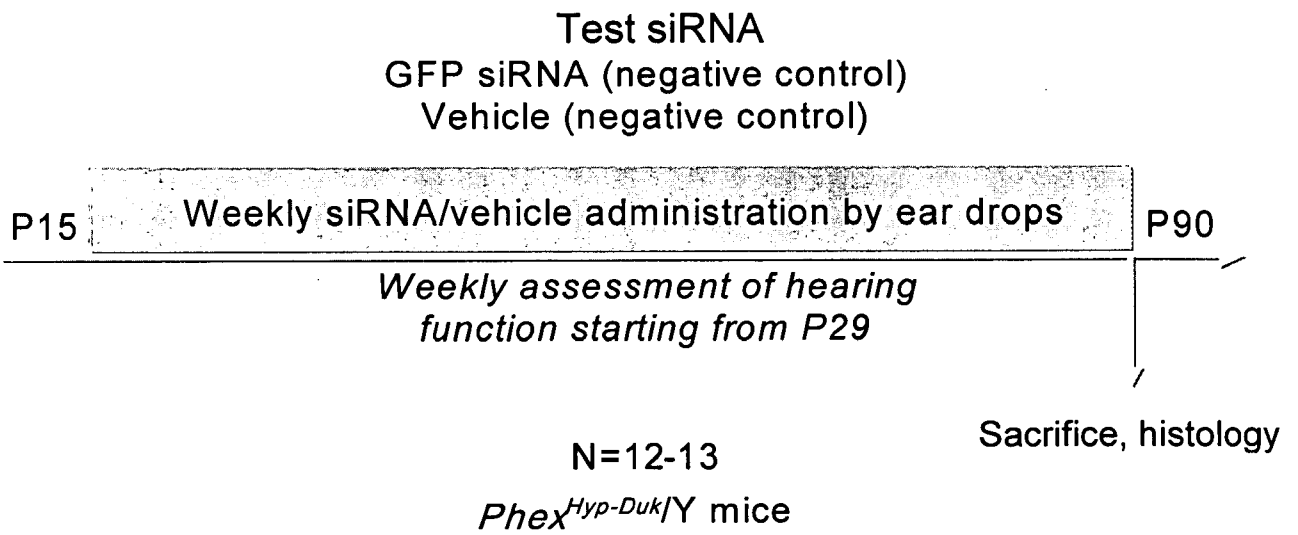 Test siRNA
GFP siRNA (negative control)
Vehicle (negative control)
P15
Weekly siRNA/vehicle administration by ear drops
P90
Weekly assessment of hearing
function starting from P29
Sacrifice, histology
N=12-13
Phex^Hyp-Duk/Y mice